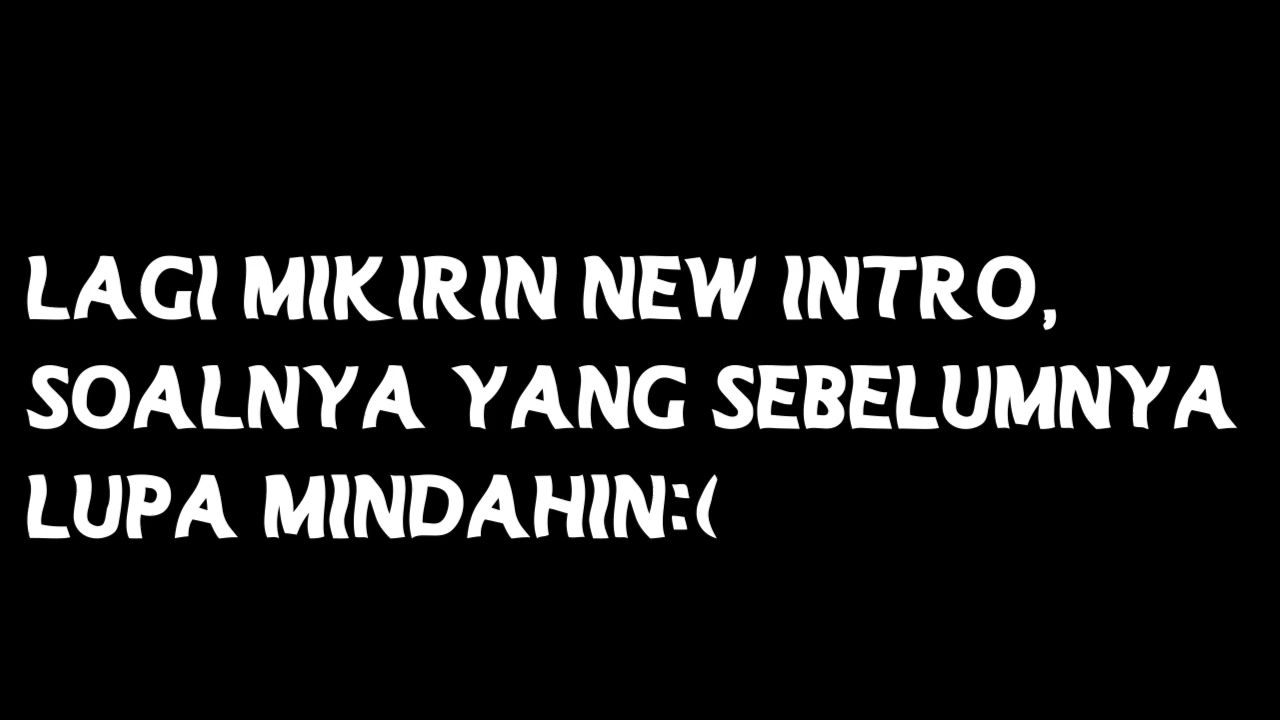 LAGI MIKIRIN NEW INTRO,
SOALNYA YANG SEBELUMNYA
LUPA MINDAHIN:(